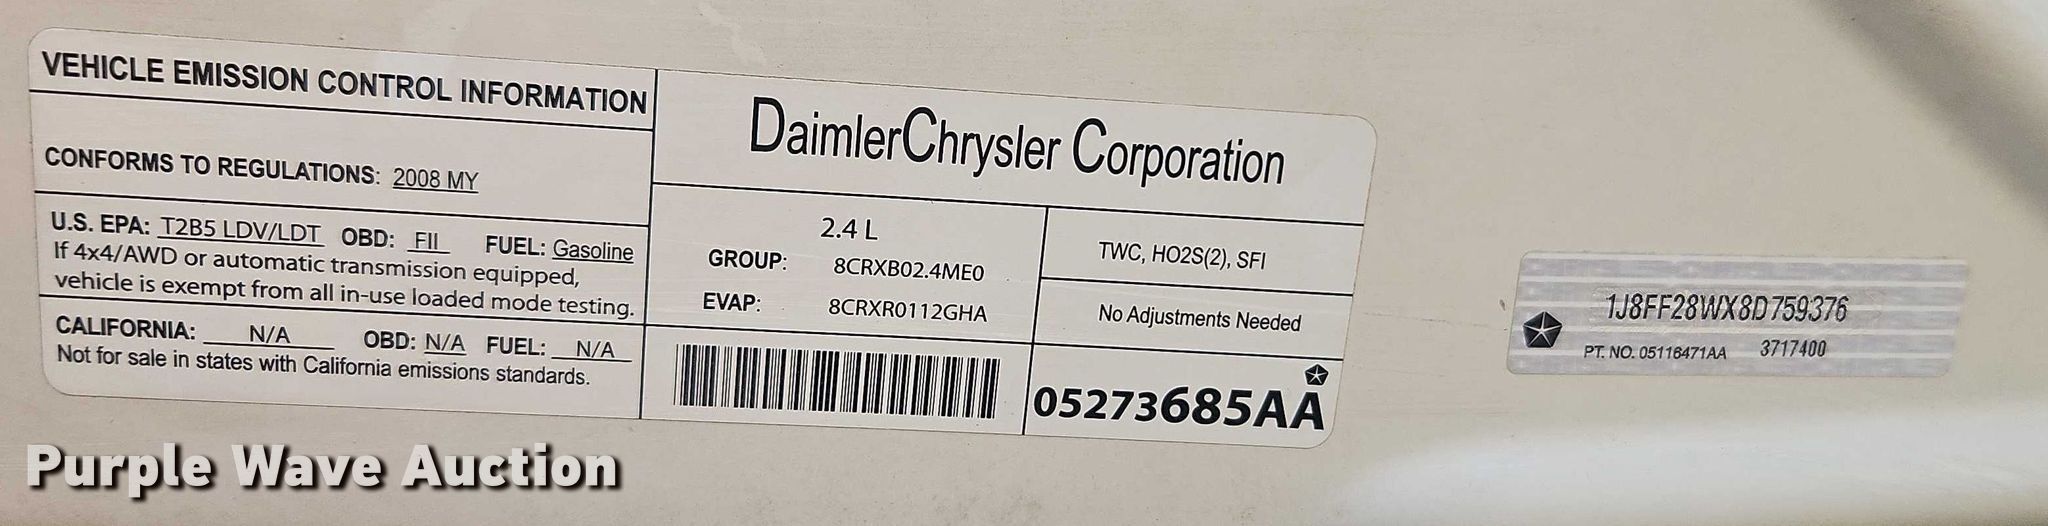 VEHICLE EMISSION CONTROL INFORMATION
CONFORMS TO REGULATIONS: 2008 MY
U.S. EPA: T2B5 LDV/LDT OBD: FII FUEL: Gasoline
If 4x4/AWD or automatic transmission equipped,
vehicle is exempt from all in-use loaded mode testing.
CALIFORNIA: N/A OBD: N/A FUEL: N/A
Not for sale in states with California emissions standards.
DaimlerChrysler Corporation
2.4 L
GROUP: 8CRXB02.4ME0
EVAP: 8CRXR0112GHA
TWC, HO2S(2), SFI
No Adjustments Needed
05273685AA
1J8FF28WX8D759376
PT. NO. 05116471AA 3717400
Purple Wave Auction